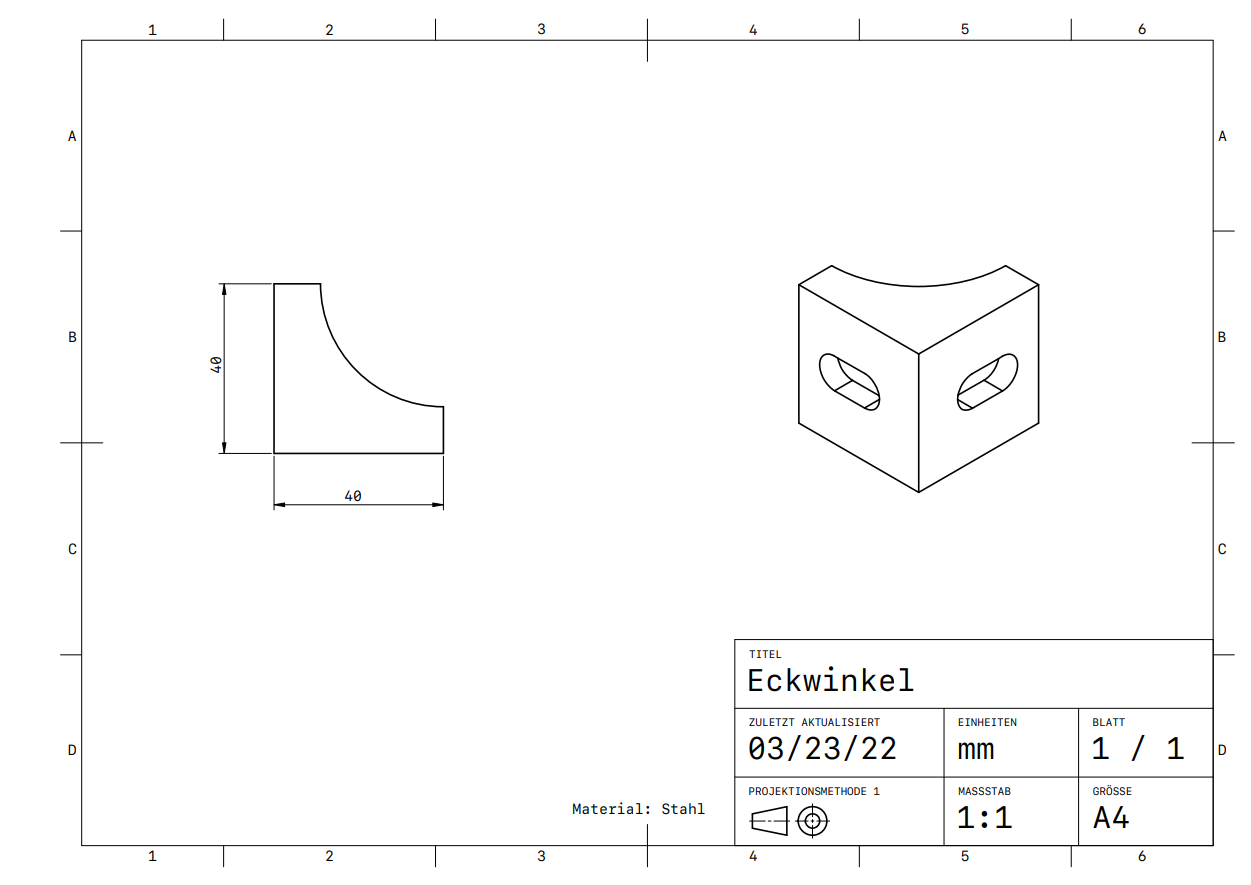 1 2 3 4 5 6
A A
B B
40
40
C C
TITEL
Eckwinkel
ZULETZT AKTUALISIERT EINHEITEN BLATT
03/23/22 mm 1 / 1
D D
PROJEKTIONSMETHODE 1 MASSSTAB GRÖSSE
Material: Stahl
1:1 A4
1 2 3 4 5 6